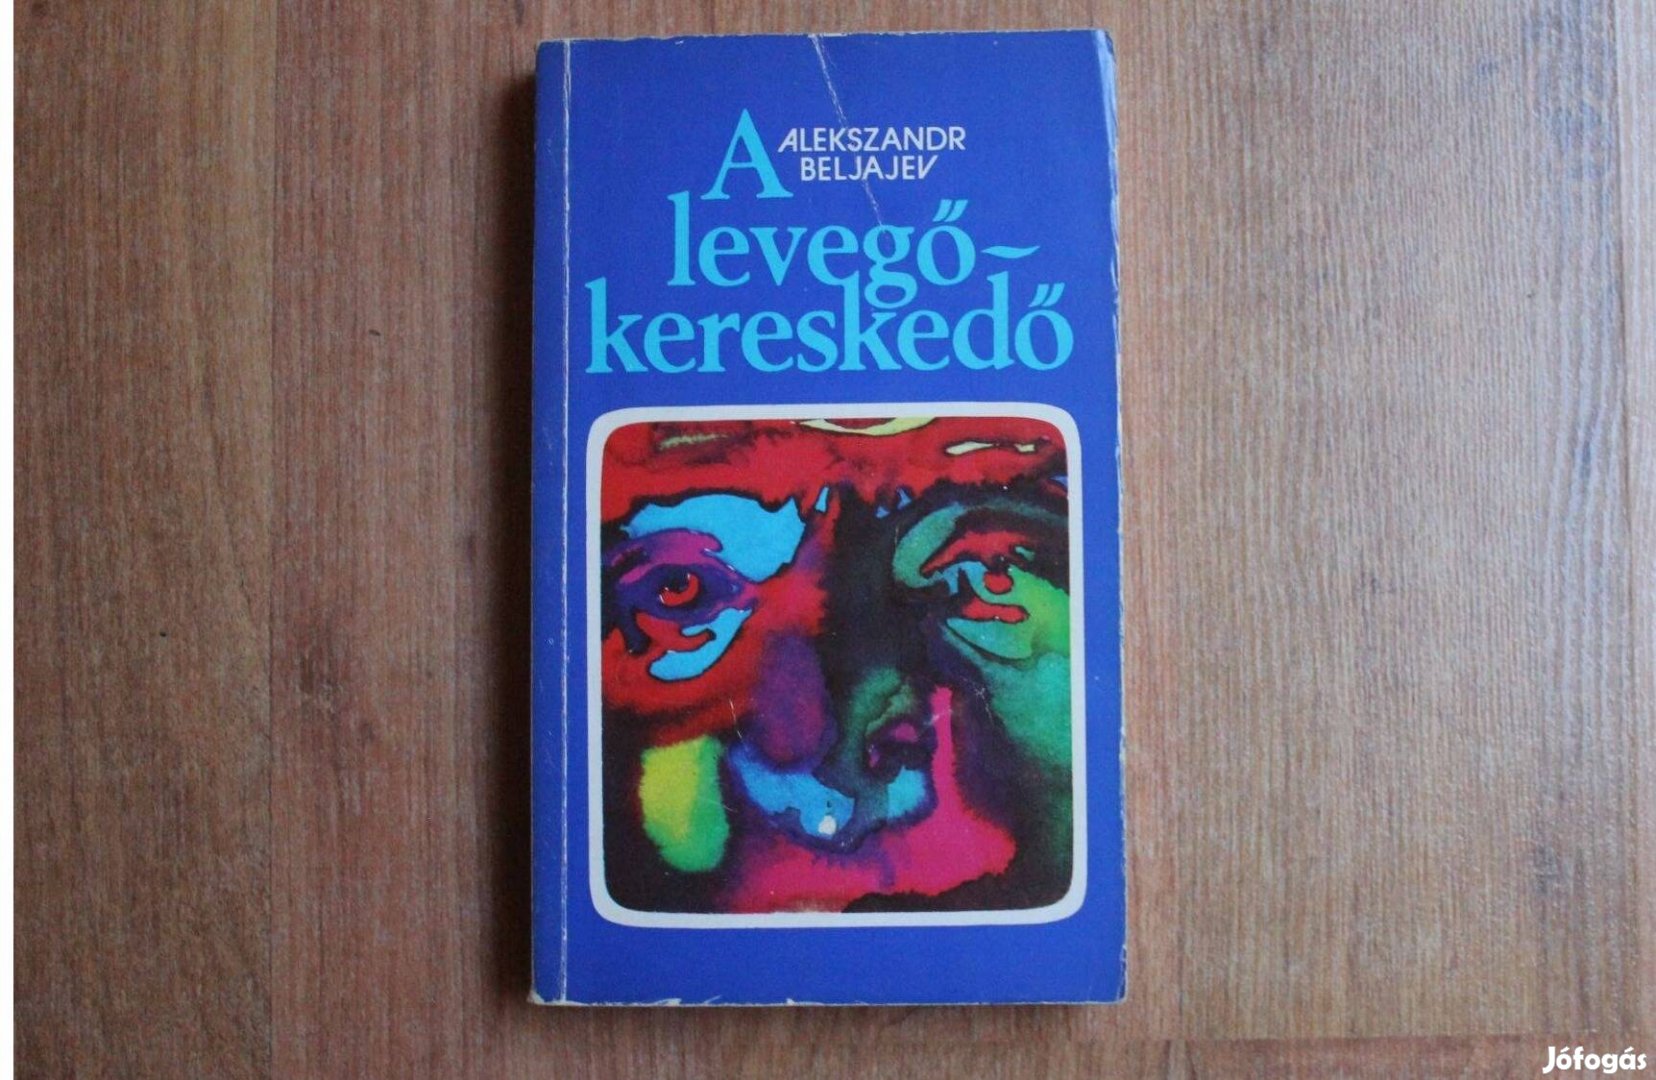 A
ALEKSZANDR
BELJAJEV
levegő-
kereskedő
Jófogás